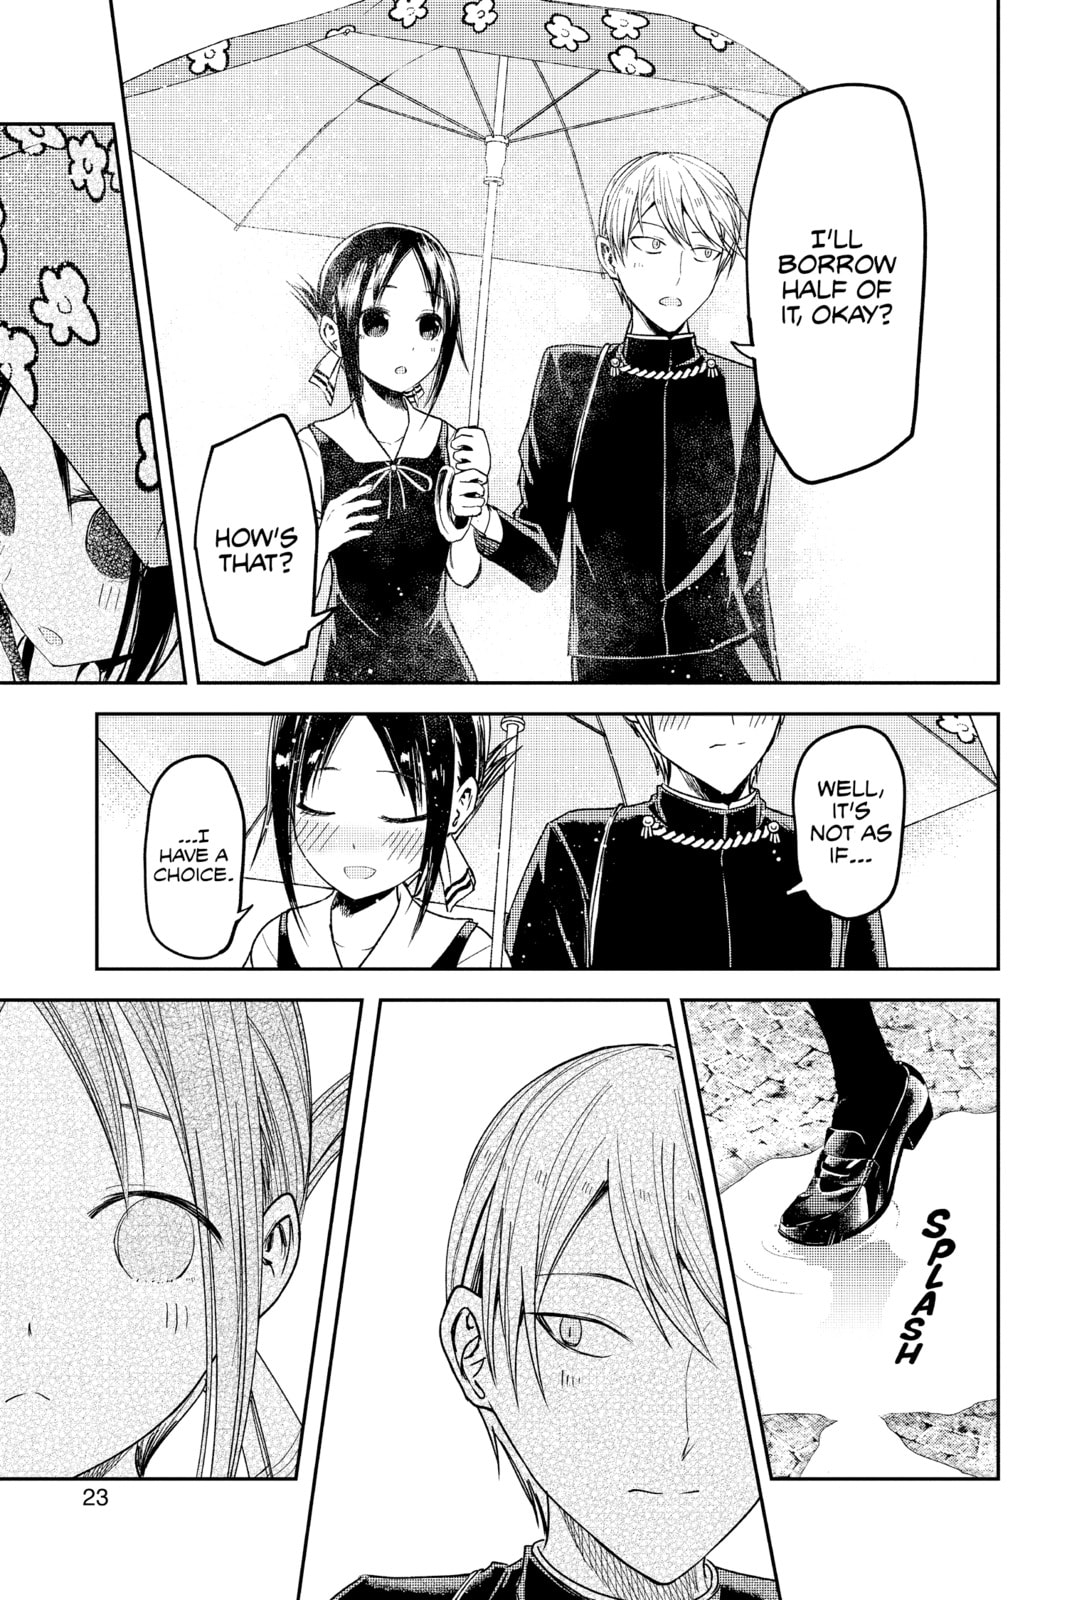 I'LL
BORROW
HALF OF
IT, OKAY?
HOW'S
THAT?
WELL,
IT'S
NOT AS
IF...
...I
HAVE A
CHOICE.
SPLASH
23